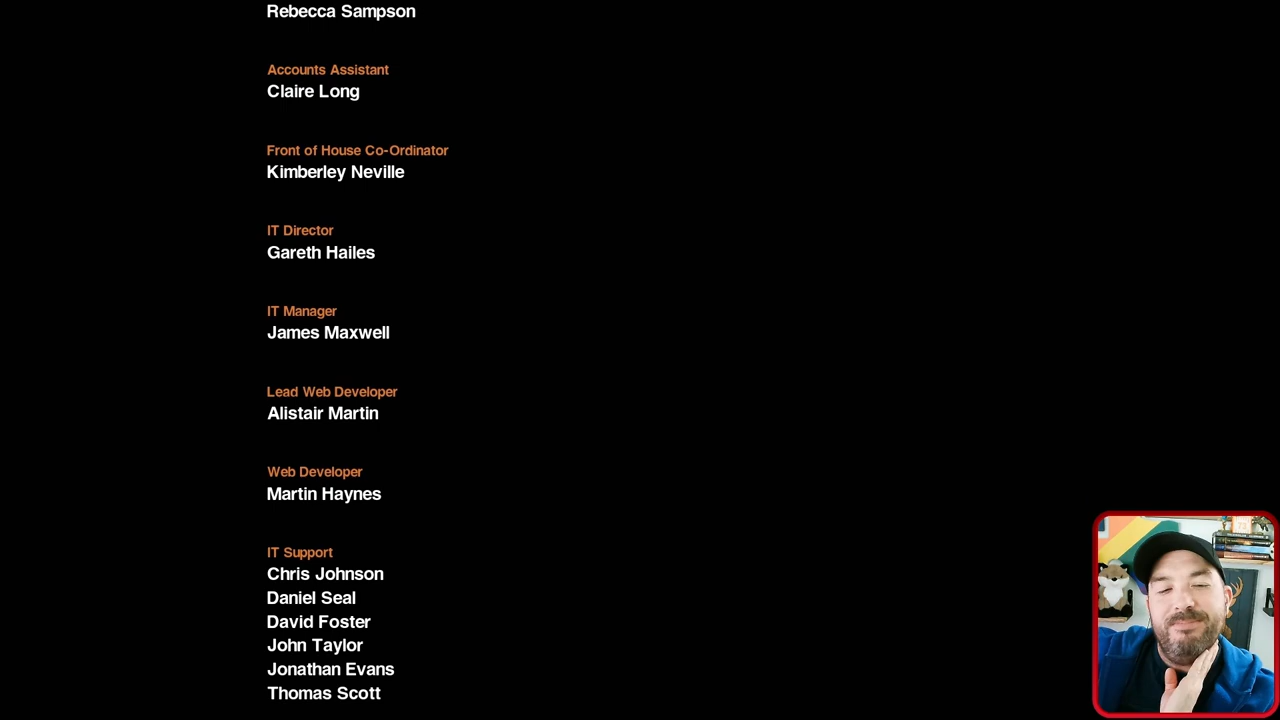 Rebecca Sampson
Accounts Assistant
Claire Long
Front of House Co-Ordinator
Kimberley Neville
IT Director
Gareth Hailes
IT Manager
James Maxwell
Lead Web Developer
Alistair Martin
Web Developer
Martin Haynes
IT Support
Chris Johnson
Daniel Seal
David Foster
John Taylor
Jonathan Evans
Thomas Scott